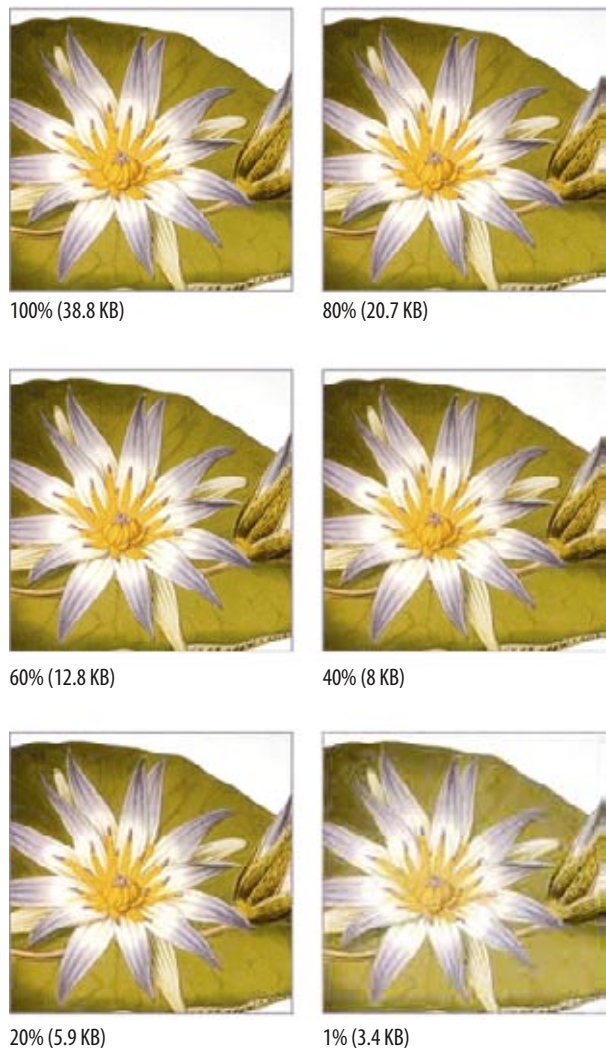 100% (38.8 KB)
80% (20.7 KB)
60% (12.8 KB)
40% (8 KB)
20% (5.9 KB)
1% (3.4 KB)